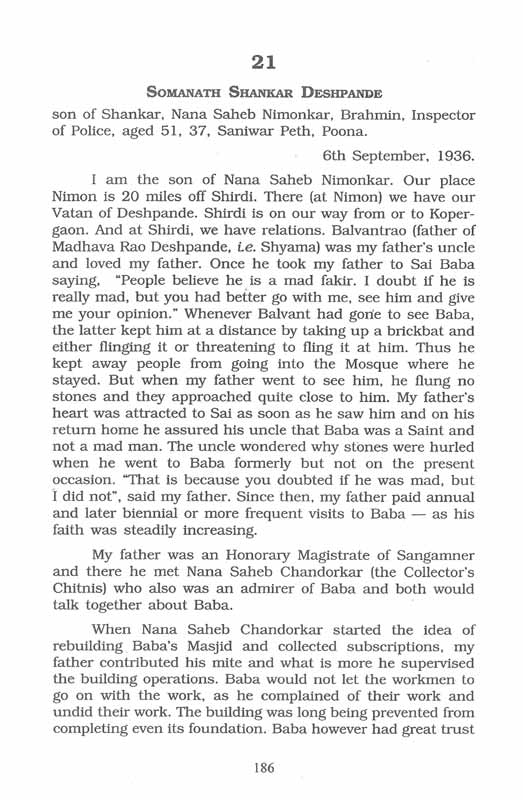 21
SOMANATH SHANKAR DESHPANDE
son of Shankar, Nana Saheb Nimonkar, Brahmin, Inspector
of Police, aged 51, 37, Saniwar Peth, Poona.
6th September, 1936.
I am the son of Nana Saheb Nimonkar. Our place
Nimon is 20 miles off Shirdi. There (at Nimon) we have our
Vatan of Deshpande. Shirdi is on our way from or to Koper-
gaon. And at Shirdi, we have relations. Balvantrao (father of
Madhava Rao Deshpande, i.e. Shyama) was my father's uncle
and loved my father. Once he took my father to Sai Baba
saying, "People believe he is a mad fakir. I doubt if he is
really mad, but you had better go with me, see him and give
me your opinion." Whenever Balvant had gone to see Baba,
the latter kept him at a distance by taking up a brickbat and
either flinging it or threatening to fling it at him. Thus he
kept away people from going into the Mosque where he
stayed. But when my father went to see him, he flung no
stones and they approached quite close to him. My father's
heart was attracted to Sai as soon as he saw him and on his
return home he assured his uncle that Baba was a Saint and
not a mad man. The uncle wondered why stones were hurled
when he went to Baba formerly but not on the present
occasion. "That is because you doubted if he was mad, but
I did not", said my father. Since then, my father paid annual
and later biennial or more frequent visits to Baba — as his
faith was steadily increasing.
My father was an Honorary Magistrate of Sangamner
and there he met Nana Saheb Chandorkar (the Collector's
Chitnis) who also was an admirer of Baba and both would
talk together about Baba.
When Nana Saheb Chandorkar started the idea of
rebuilding Baba's Masjid and collected subscriptions, my
father contributed his mite and what is more he supervised
the building operations. Baba would not let the workmen to
go on with the work, as he complained of their work and
undid their work. The building was long being prevented from
completing even its foundation. Baba however had great trust
186